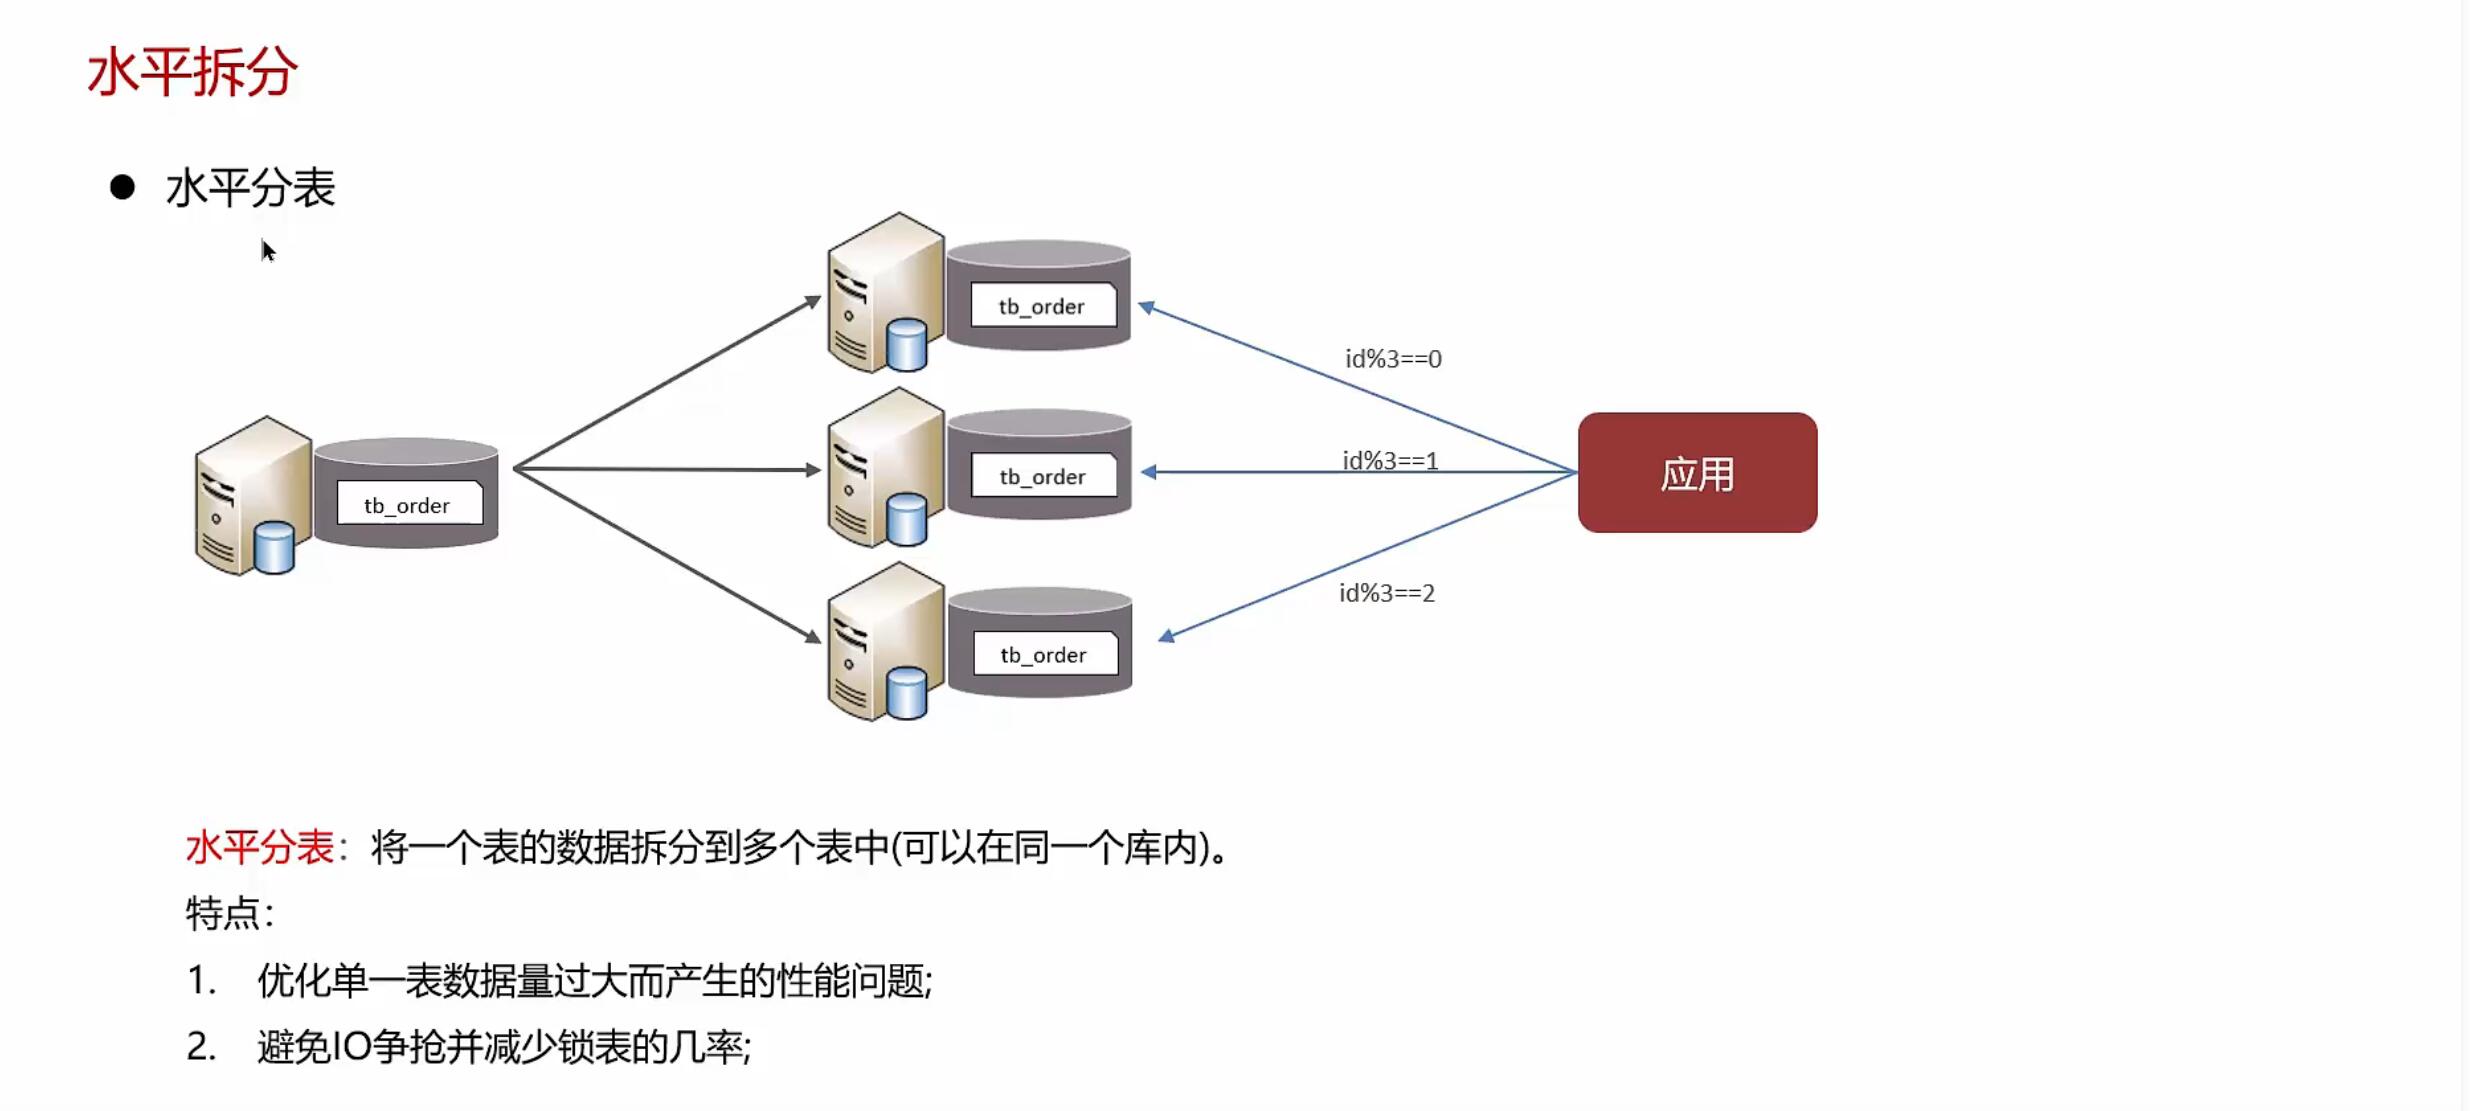 水平拆分
● 水平分表
tb_order
id%3==0
tb_order
id%3==1
tb_order
应用
tb_order
id%3==2
水平分表：将一个表的数据拆分到多个表中(可以在同一个库内)。
特点：
1. 优化单一表数据量过大而产生的性能问题;
2. 避免IO争抢并减少锁表的几率;